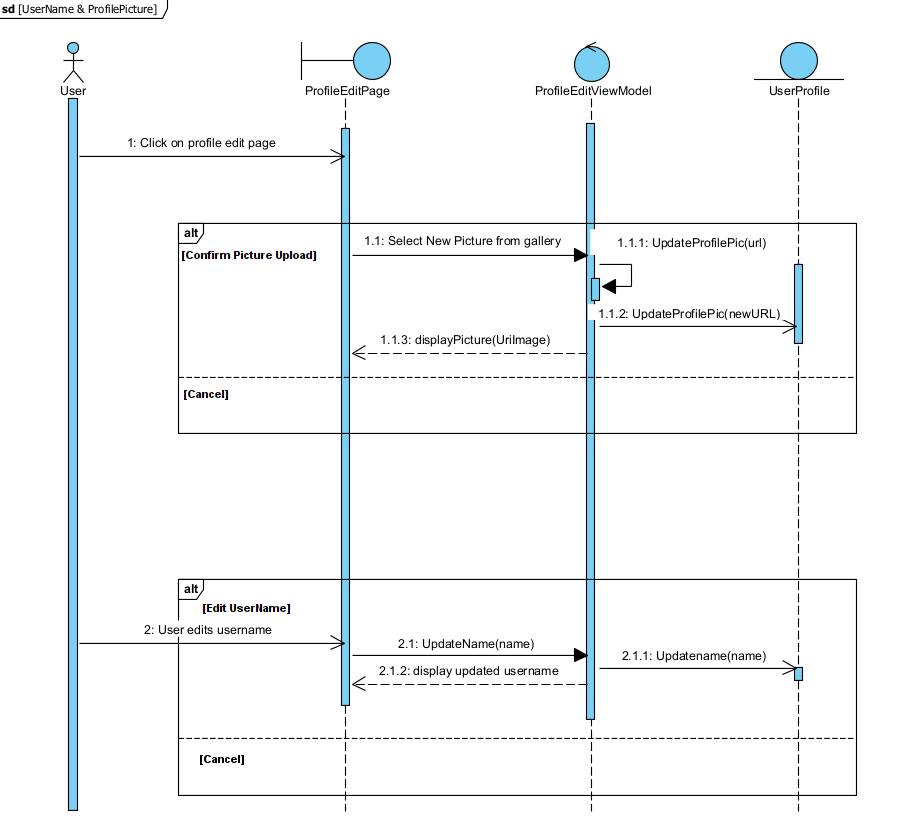 sd [UserName & ProfilePicture]
User
ProfileEditPage
ProfileEditViewModel
UserProfile
1: Click on profile edit page
alt
[Confirm Picture Upload]
1.1: Select New Picture from gallery
1.1.1: UpdateProfilePic(url)
1.1.2: UpdateProfilePic(newURL)
1.1.3: displayPicture(UriImage)
[Cancel]
alt
[Edit UserName]
2: User edits username
2.1: UpdateName(name)
2.1.1: Updatename(name)
2.1.2: display updated username
[Cancel]